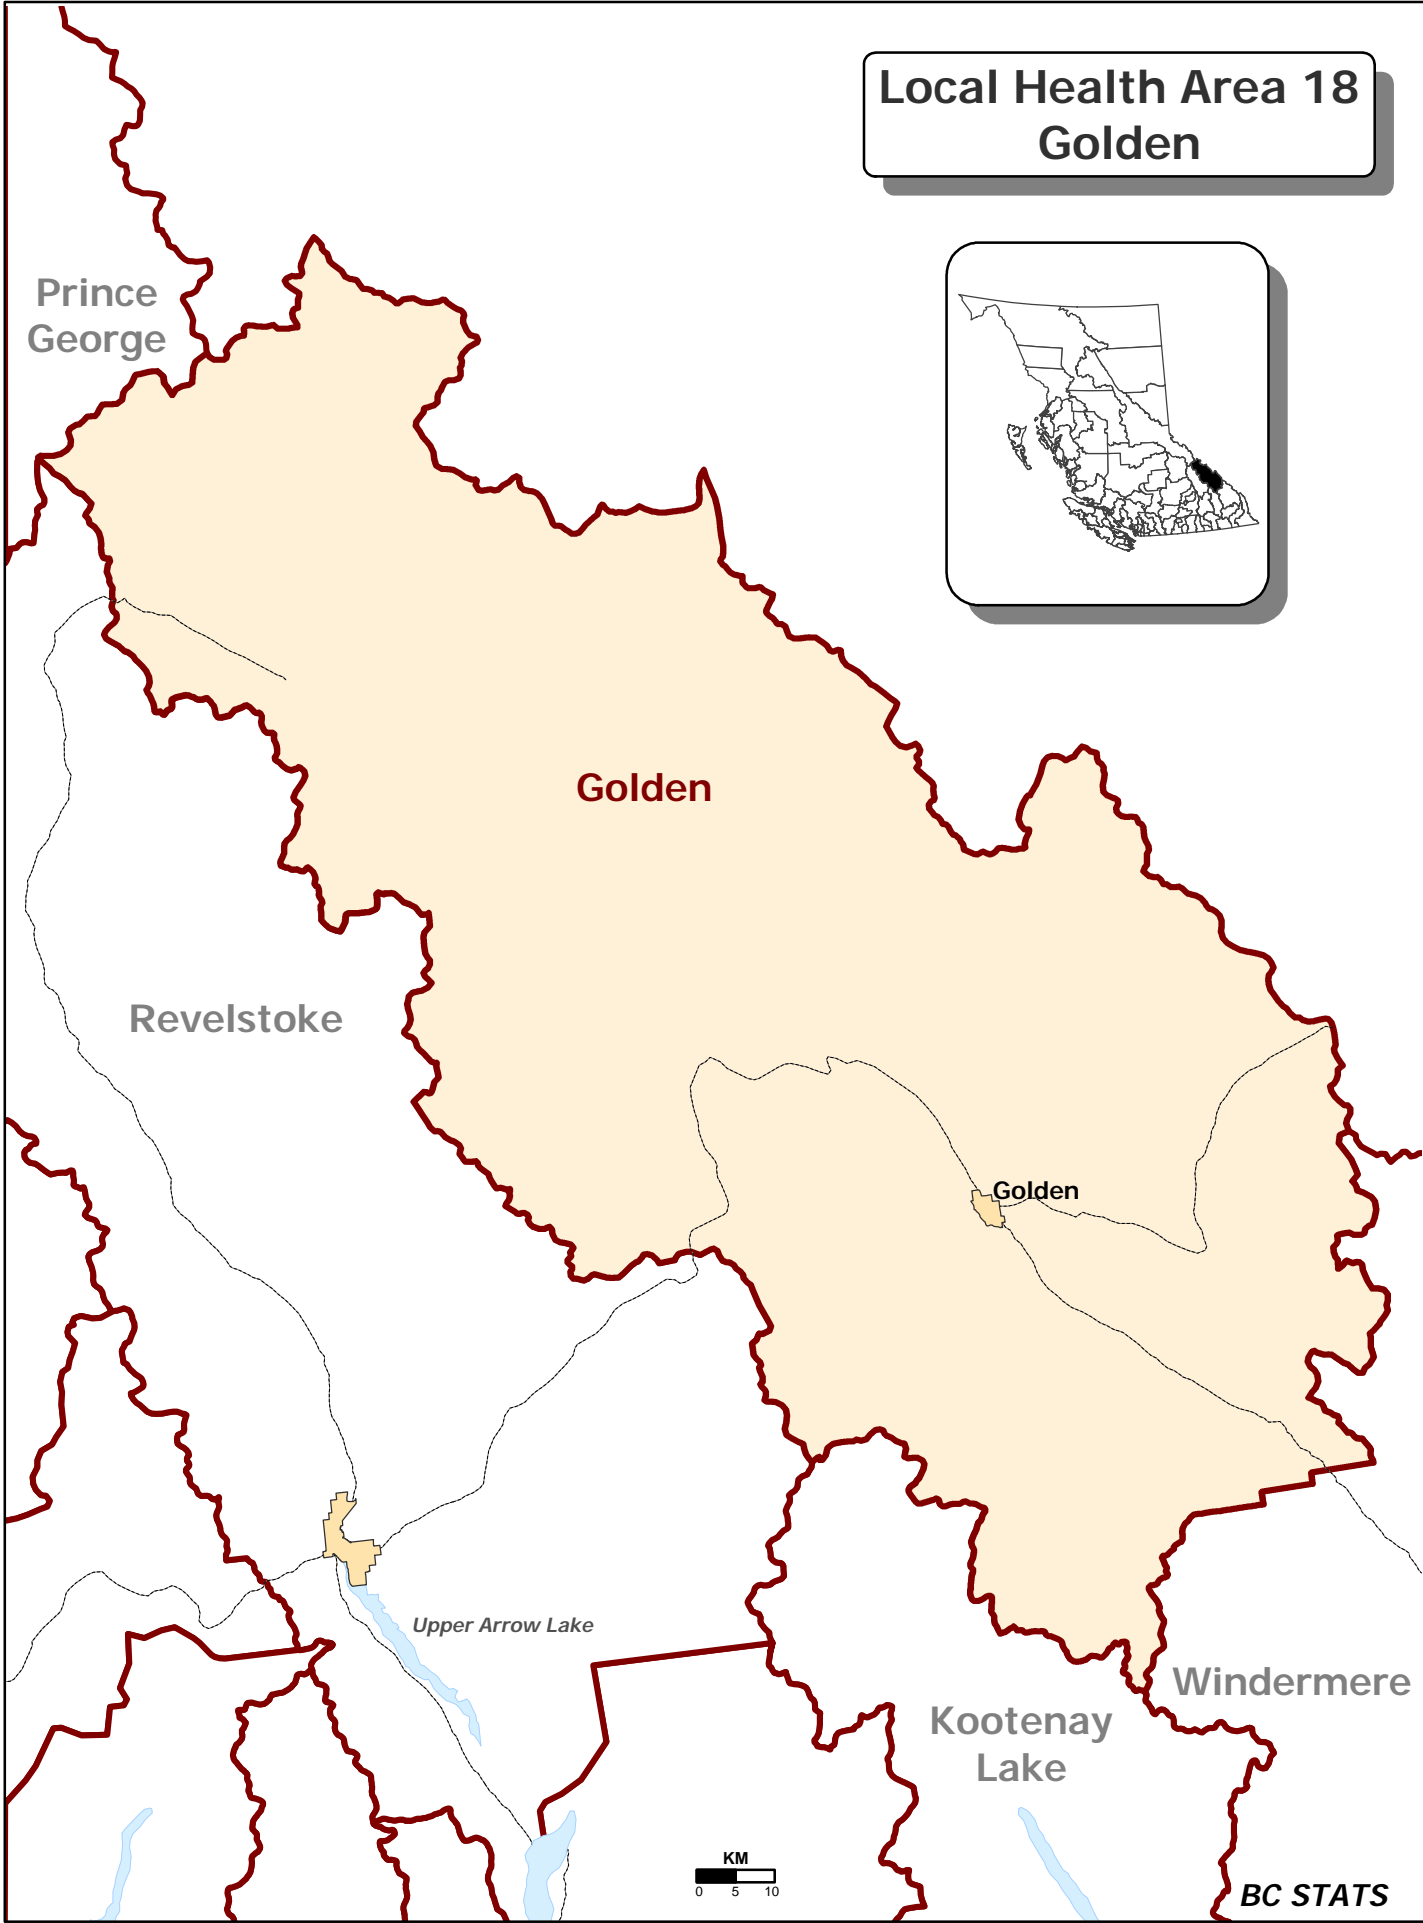 Local Health Area 18
Golden
Prince
George
Golden
Revelstoke
Golden
Upper Arrow Lake
Windermere
Kootenay
Lake
KM
0 5 10
BC STATS